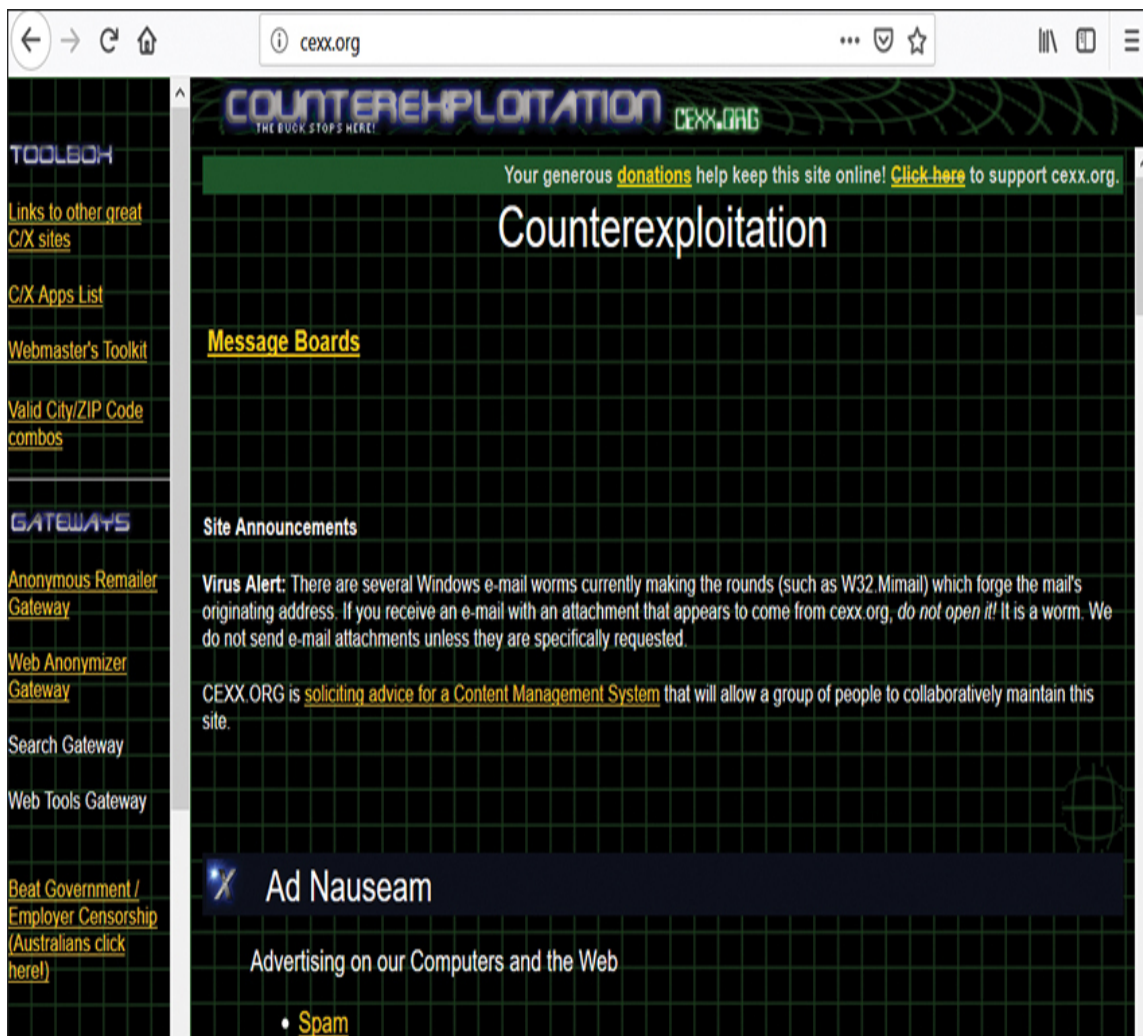 cexx.org
COUNTEREXPLOITATION
THE BUCK STOPS HERE!
CEXX.ORG
TOOLBOX
Links to other great
C/X sites
C/X Apps List
Webmaster's Toolkit
Valid City/ZIP Code
combos
GATEWAYS
Anonymous Remailer
Gateway
Web Anonymizer
Gateway
Search Gateway
Web Tools Gateway
Beat Government /
Employer Censorship
(Australians click
here!)
Your generous donations help keep this site online! Click here to support cexx.org.
Counterexploitation
Message Boards
Site Announcements
Virus Alert: There are several Windows e-mail worms currently making the rounds (such as W32.Mimail) which forge the mail's
originating address. If you receive an e-mail with an attachment that appears to come from cexx.org, do not open it! It is a worm. We
do not send e-mail attachments unless they are specifically requested.
CEXX.ORG is soliciting advice for a Content Management System that will allow a group of people to collaboratively maintain this
site.
X
Ad Nauseam
Advertising on our Computers and the Web
• Spam